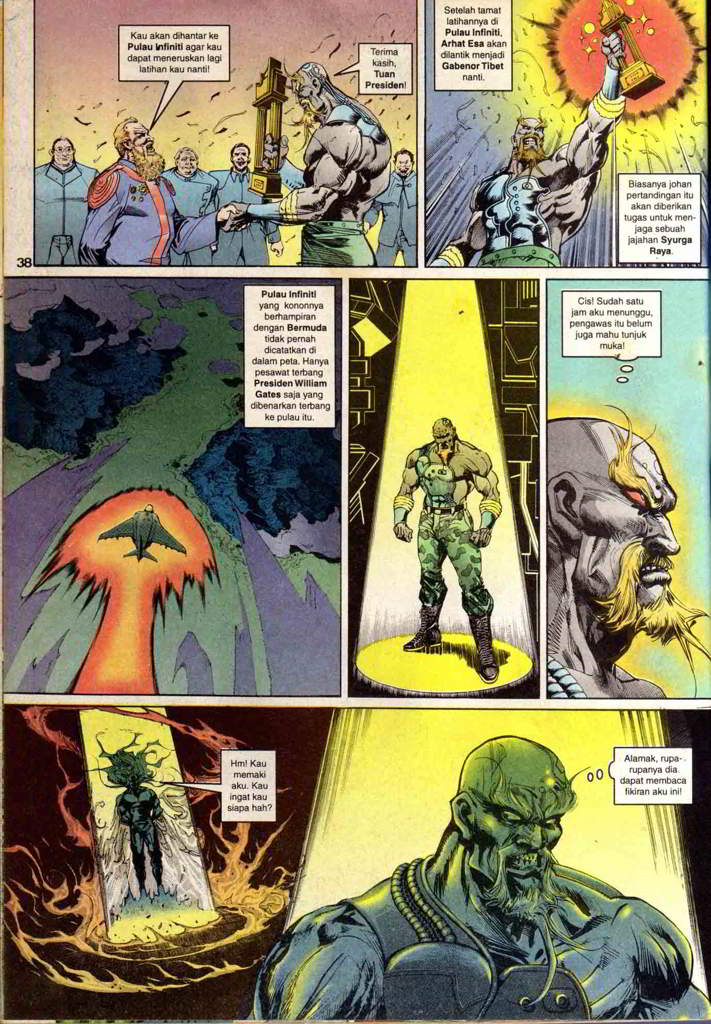 Kau akan dihantar ke
Pulau Infiniti agar kau
dapat meneruskan lagi
latihan kau nanti!
Terima
kasih,
Tuan
Presiden!
Setelah tamat
latihannya di
Pulau Infiniti,
Arhat Esa akan
dilantik menjadi
Gabenor Tibet
nanti.
Biasanya johan
pertandingan itu
akan diberikan
tugas untuk men-
jaga sebuah
jajahan Syurga
Raya.
38
Pulau Infiniti
yang kononnya
berhampiran
dengan Bermuda
tidak pernah
dicatatkan di
dalam peta. Hanya
pesawat terbang
Presiden William
Gates saja yang
dibenarkan terbang
ke pulau itu.
Cis! Sudah satu
jam aku menunggu,
pengawas itu belum
juga mahu tunjuk
muka!
Hm! Kau
memaki
aku. Kau
ingat kau
siapa hah?
Alamak, rupa-
rupanya dia
dapat membaca
fikiran aku ini!